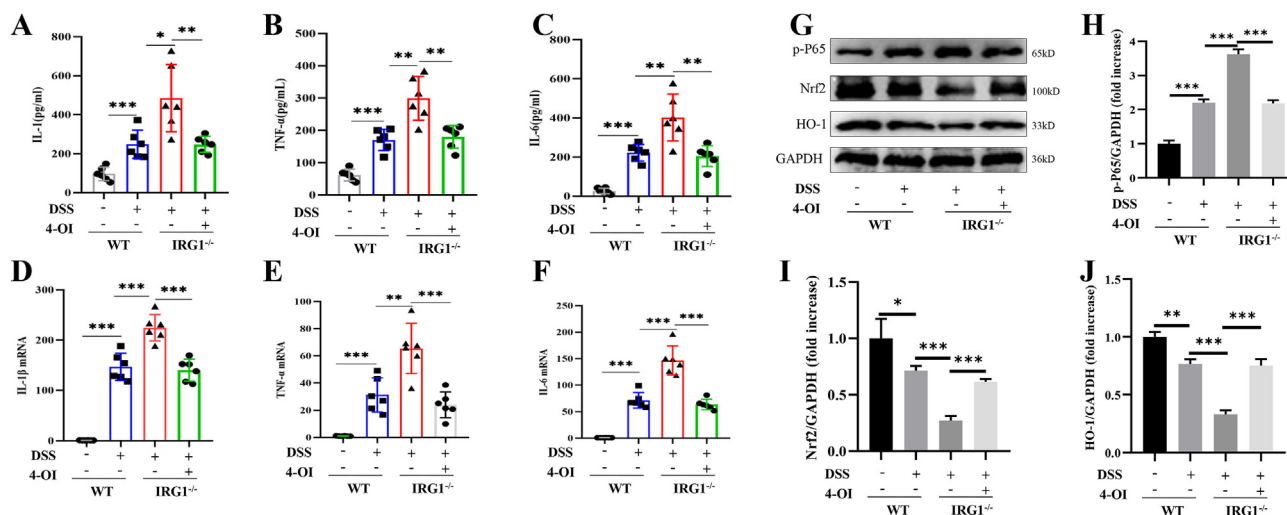 A
IL-1(pg/ml)
800
600
400
200
0
*
**
***
DSS - + + +
4-OI - - - +
WT IRG1-/-
B
TNF-α(pg/mL)
500
400
300
200
100
0
**
**
***
DSS - + + +
4-OI - - - +
WT IRG1-/-
C
IL-6(pg/ml)
800
600
400
200
0
**
**
***
DSS - + + +
4-OI - - - +
WT IRG1-/-
G
p-P65 65kD
Nrf2 100kD
HO-1 33kD
GAPDH 36kD
DSS - + + +
4-OI - - - +
WT IRG1-/-
H
p-P65/GAPDH (fold increase)
4
3
2
1
0
***
***
***
DSS - + + +
4-OI - - - +
WT IRG1-/-
D
IL-1β mRNA
300
200
100
0
***
***
***
DSS - + + +
4-OI - - - +
WT IRG1-/-
E
TNF-α mRNA
100
80
60
40
20
0
**
***
***
DSS - + + +
4-OI - - - +
WT IRG1-/-
F
IL-6 mRNA
250
200
150
100
50
0
***
***
***
DSS - + + +
4-OI - - - +
WT IRG1-/-
I
Nrf2/GAPDH (fold increase)
1.5
1.0
0.5
0.0
*
***
***
DSS - + + +
4-OI - - - +
WT IRG1-/-
J
HO-1/GAPDH (fold increase)
1.5
1.0
0.5
0.0
**
***
***
DSS - + + +
4-OI - - - +
WT IRG1-/-